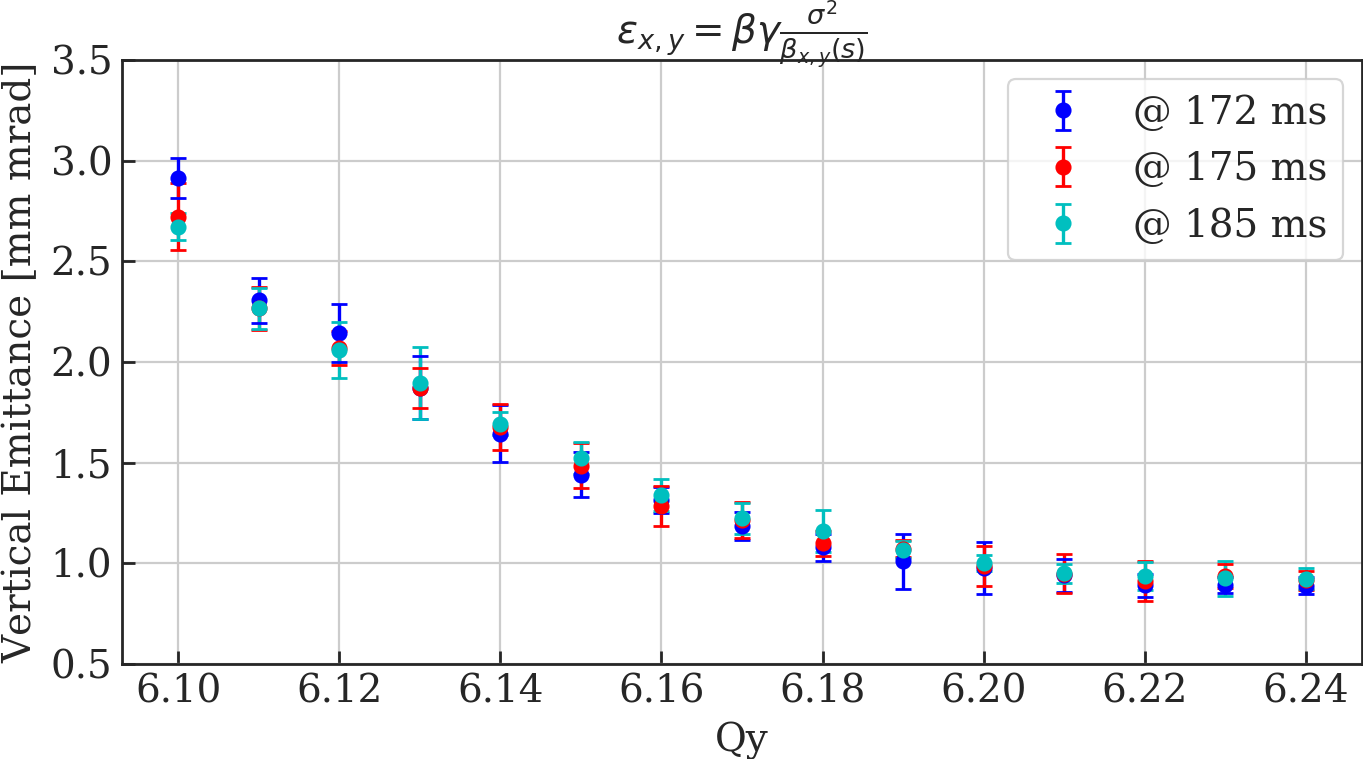 εx,y = βγ σ²/βx,y(s)
3.5
3.0
2.5
2.0
1.5
1.0
0.5
Vertical Emittance [mm mrad]
@ 172 ms
@ 175 ms
@ 185 ms
6.10 6.12 6.14 6.16 6.18 6.20 6.22 6.24
Qy